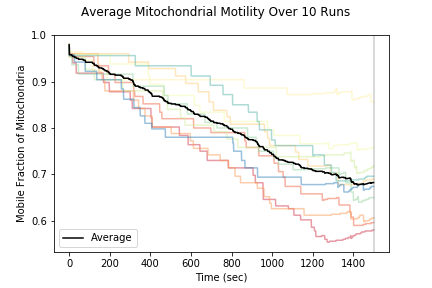 Average Mitochondrial Motility Over 10 Runs
Mobile Fraction of Mitochondria
1.0
0.9
0.8
0.7
0.6
Average
0 200 400 600 800 1000 1200 1400
Time (sec)